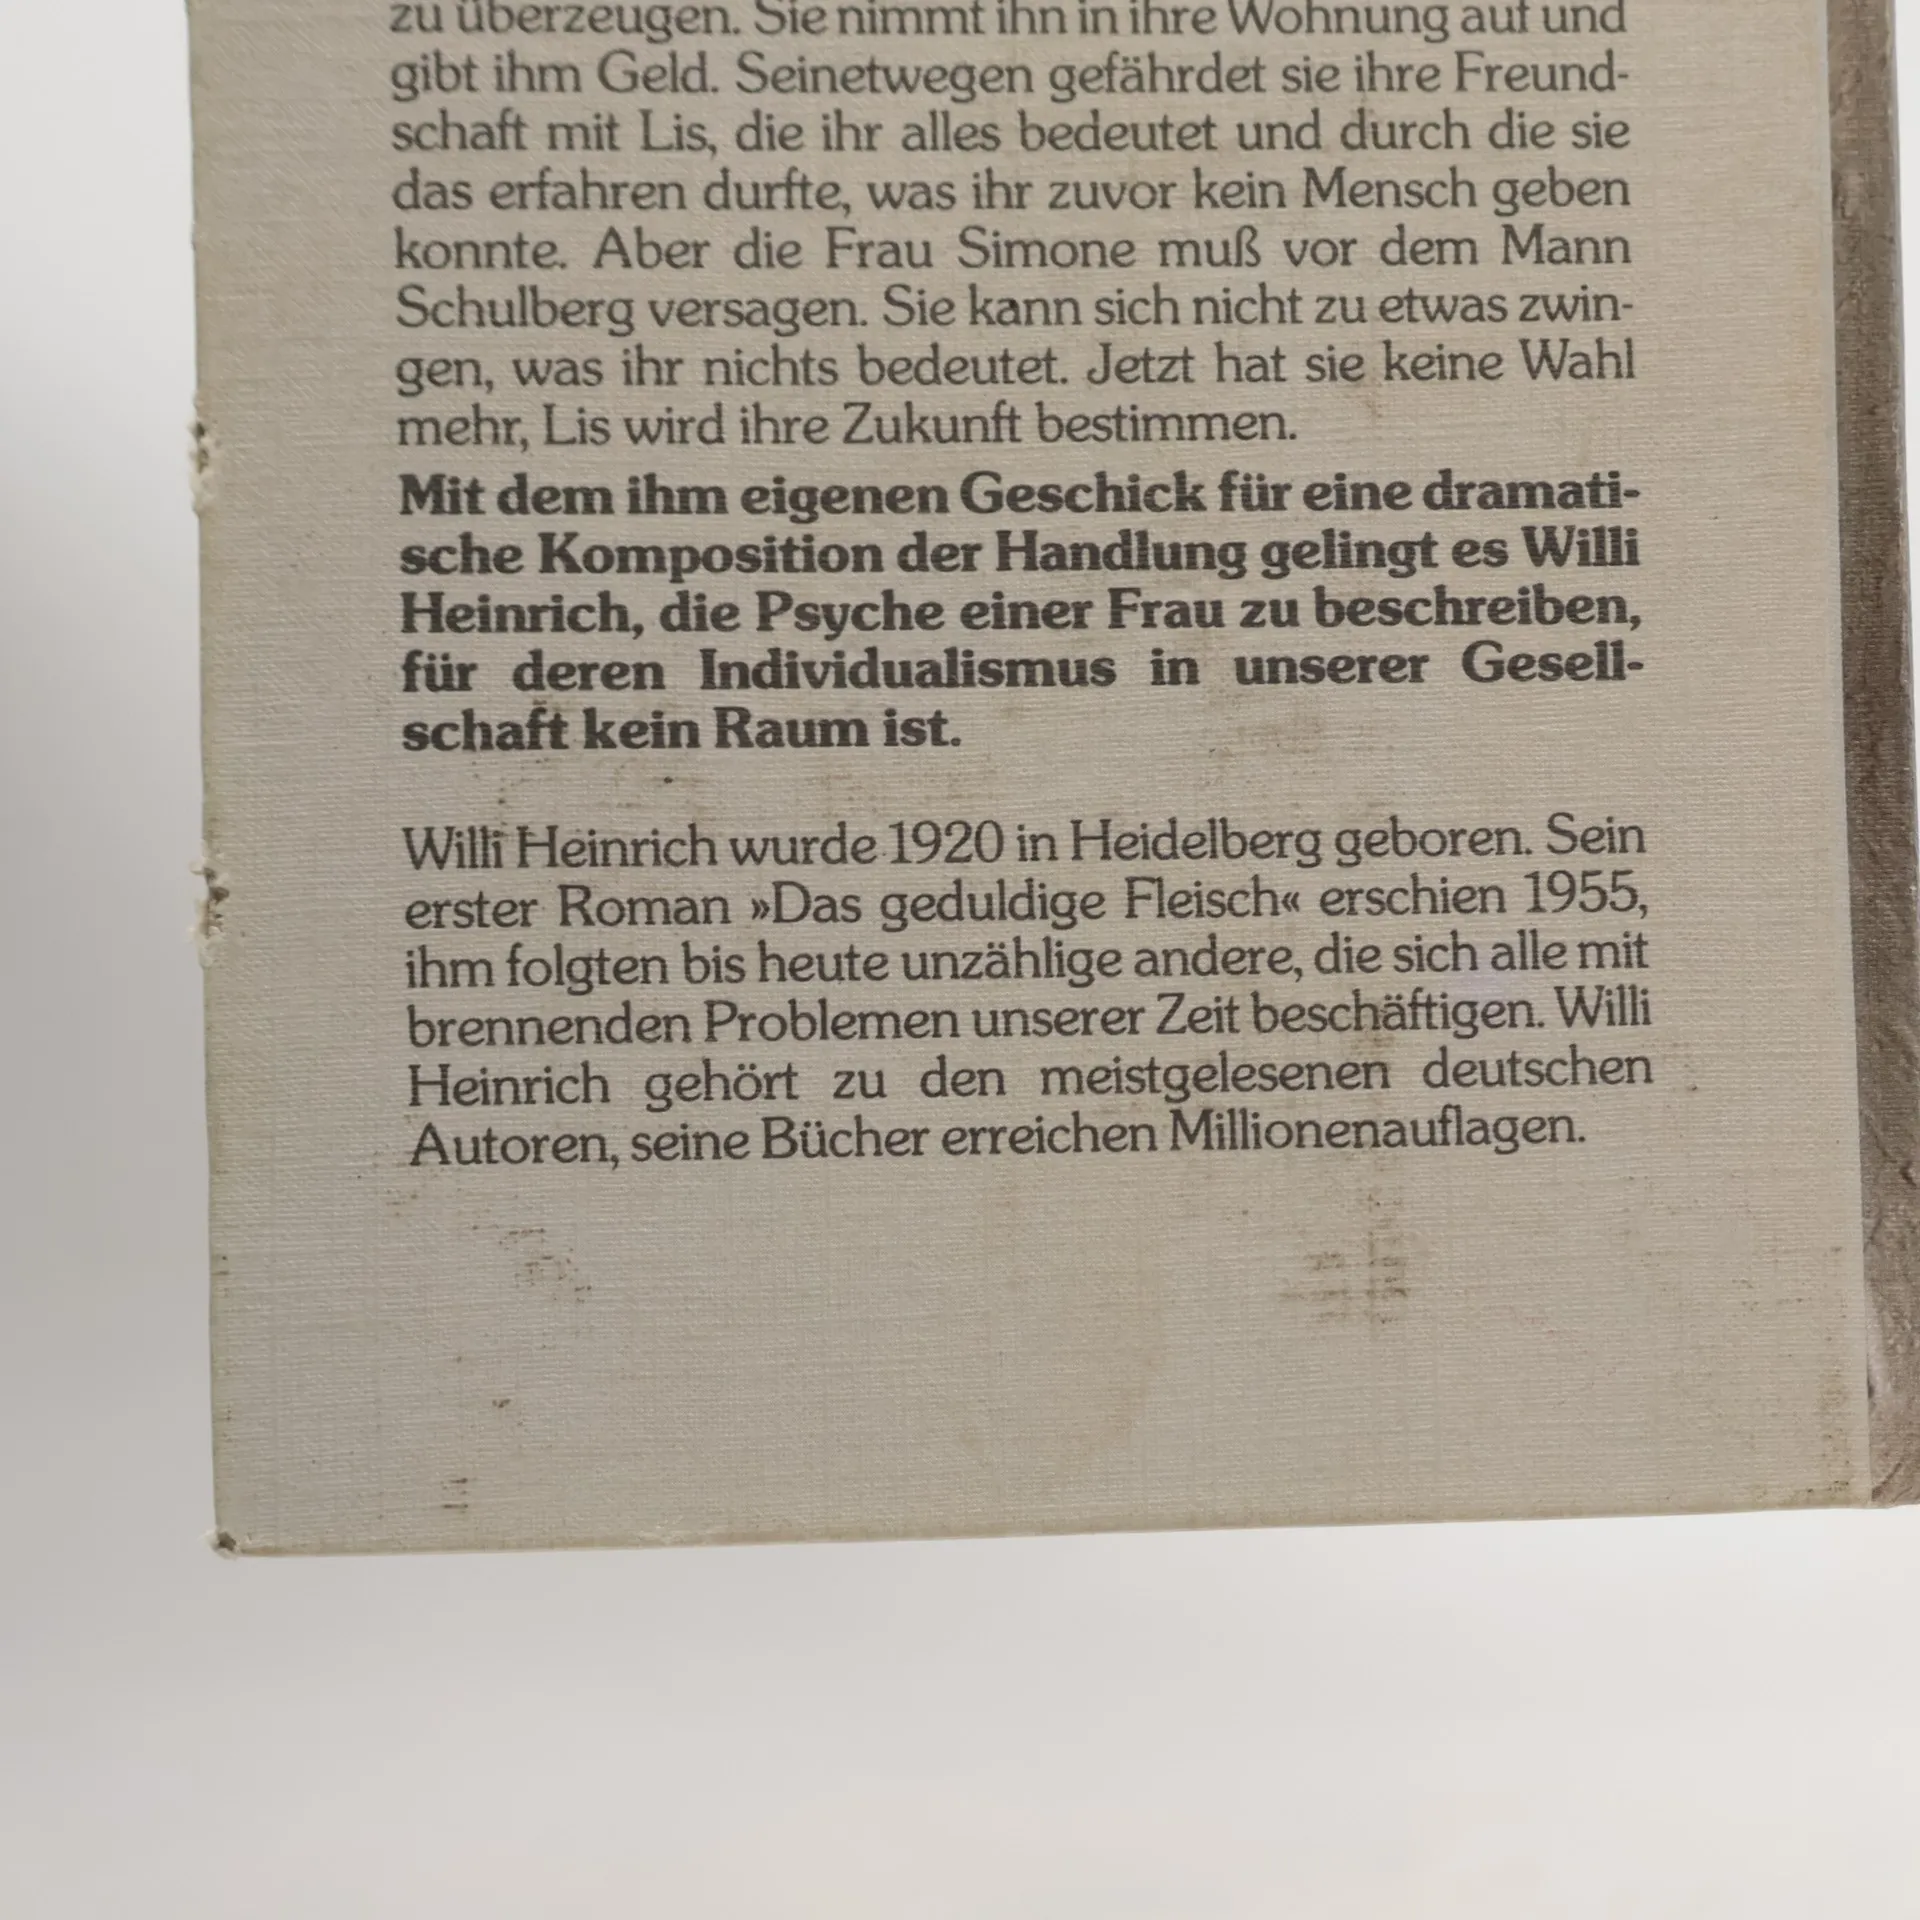 zu überzeugen. Sie nimmt ihn in ihre Wohnung auf und
gibt ihm Geld. Seinetwegen gefährdet sie ihre Freund-
schaft mit Lis, die ihr alles bedeutet und durch die sie
das erfahren durfte, was ihr zuvor kein Mensch geben
konnte. Aber die Frau Simone muß vor dem Mann
Schulberg versagen. Sie kann sich nicht zu etwas zwin-
gen, was ihr nichts bedeutet. Jetzt hat sie keine Wahl
mehr, Lis wird ihre Zukunft bestimmen.
Mit dem ihm eigenen Geschick für eine dramati-
sche Komposition der Handlung gelingt es Willi
Heinrich, die Psyche einer Frau zu beschreiben,
für deren Individualismus in unserer Gesell-
schaft kein Raum ist.
Willi Heinrich wurde 1920 in Heidelberg geboren. Sein
erster Roman »Das geduldige Fleisch« erschien 1955,
ihm folgten bis heute unzählige andere, die sich alle mit
brennenden Problemen unserer Zeit beschäftigen. Willi
Heinrich gehört zu den meistgelesenen deutschen
Autoren, seine Bücher erreichen Millionenauflagen.